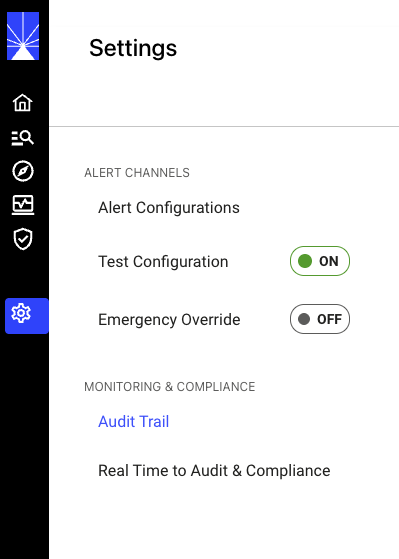 Settings
ALERT CHANNELS
Alert Configurations
Test Configuration ON
Emergency Override OFF
MONITORING & COMPLIANCE
Audit Trail
Real Time to Audit & Compliance